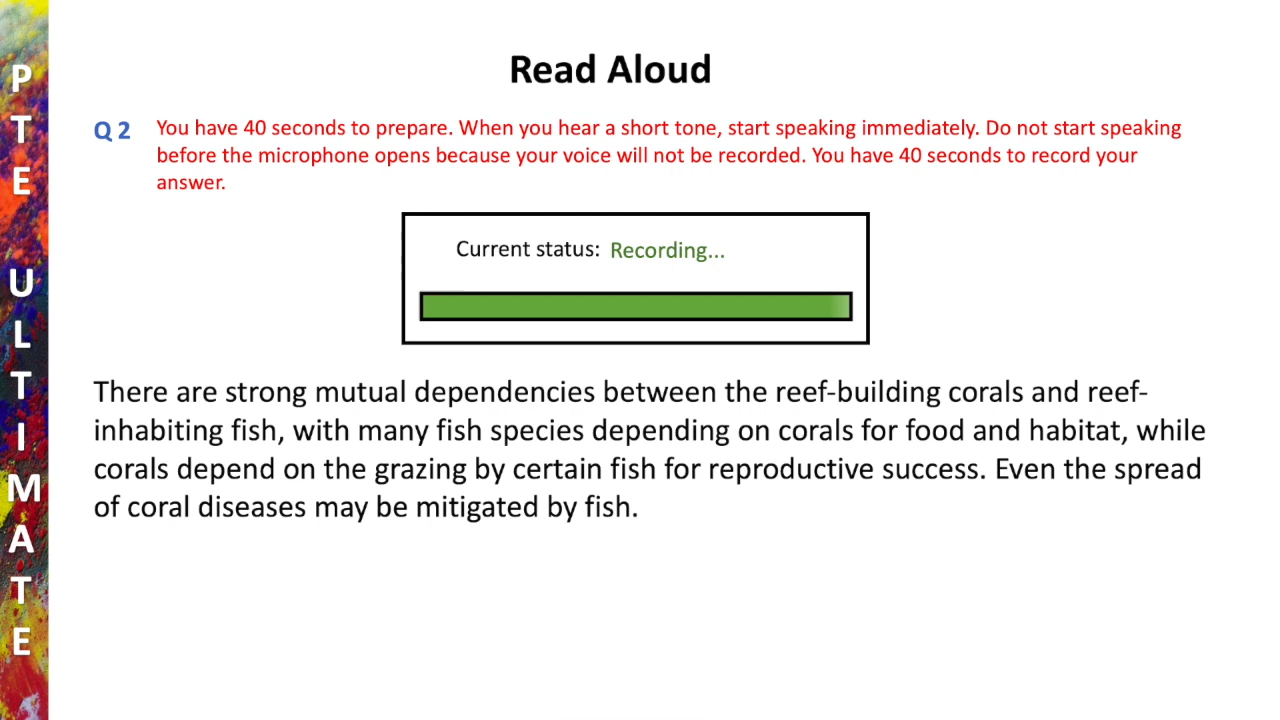 PTE ULTIMATE
Read Aloud
Q 2
You have 40 seconds to prepare. When you hear a short tone, start speaking immediately. Do not start speaking
before the microphone opens because your voice will not be recorded. You have 40 seconds to record your
answer.
Current status: Recording...
There are strong mutual dependencies between the reef-building corals and reef-
inhabiting fish, with many fish species depending on corals for food and habitat, while
corals depend on the grazing by certain fish for reproductive success. Even the spread
of coral diseases may be mitigated by fish.